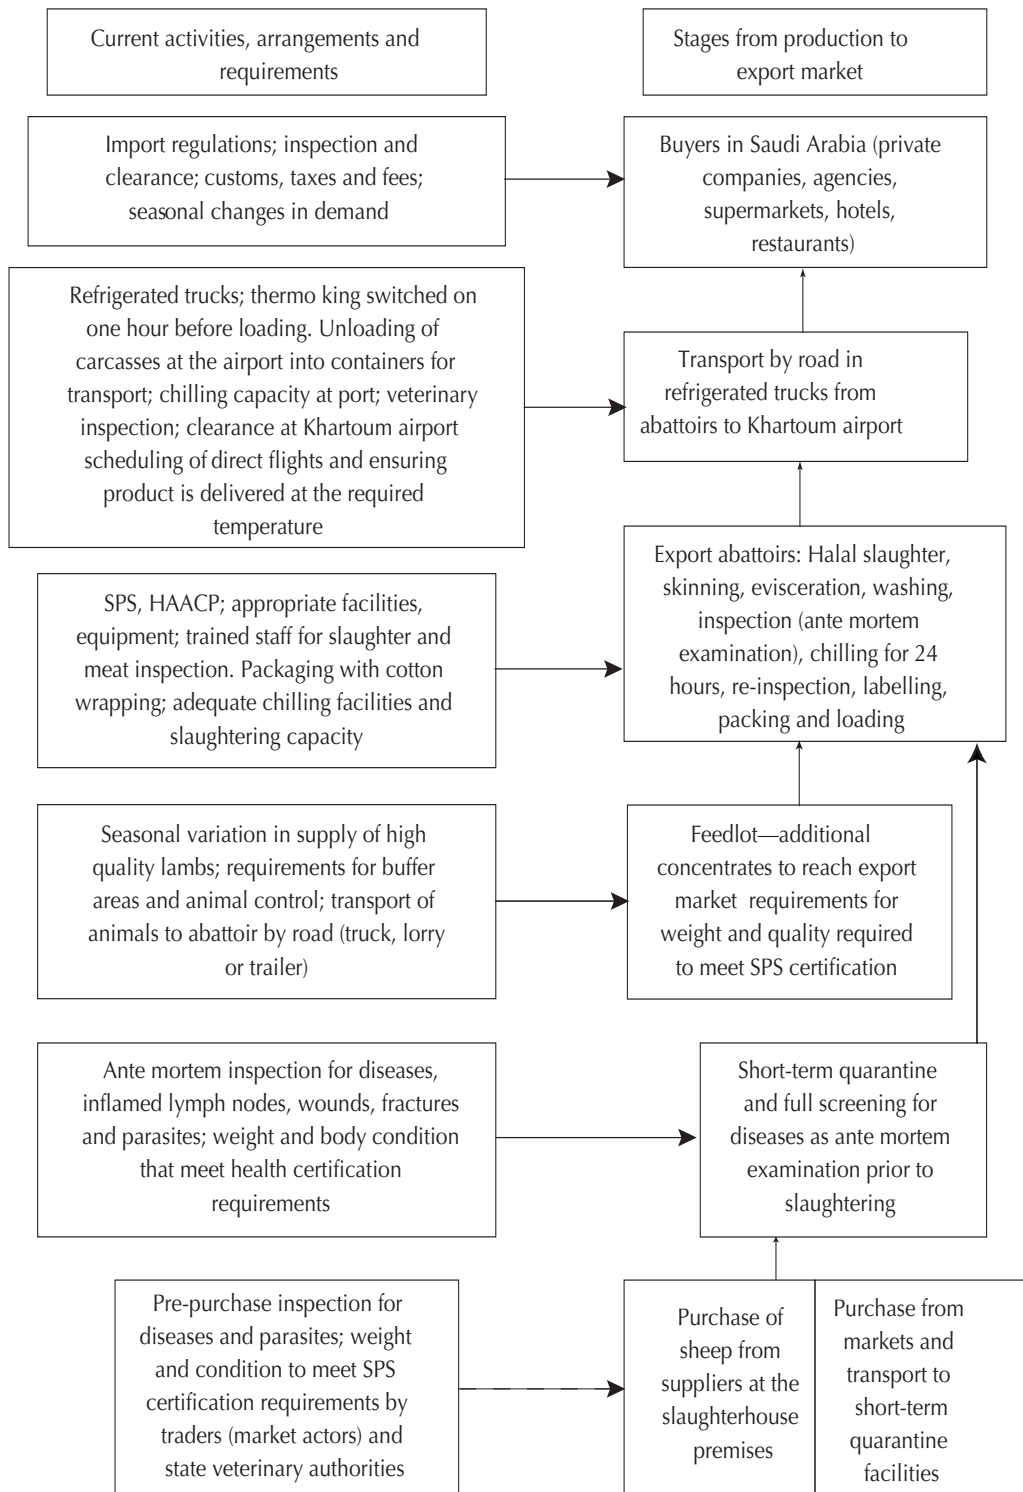 Current activities, arrangements and
requirements
Stages from production to
export market
Import regulations; inspection and
clearance; customs, taxes and fees;
seasonal changes in demand
Buyers in Saudi Arabia (private
companies, agencies,
supermarkets, hotels,
restaurants)
Refrigerated trucks; thermo king switched on
one hour before loading. Unloading of
carcasses at the airport into containers for
transport; chilling capacity at port; veterinary
inspection; clearance at Khartoum airport
scheduling of direct flights and ensuring
product is delivered at the required
temperature
Transport by road in
refrigerated trucks from
abattoirs to Khartoum airport
SPS, HAACP; appropriate facilities,
equipment; trained staff for slaughter and
meat inspection. Packaging with cotton
wrapping; adequate chilling facilities and
slaughtering capacity
Export abattoirs: Halal slaughter,
skinning, evisceration, washing,
inspection (ante mortem
examination), chilling for 24
hours, re-inspection, labelling,
packing and loading
Seasonal variation in supply of high
quality lambs; requirements for buffer
areas and animal control; transport of
animals to abattoir by road (truck, lorry
or trailer)
Feedlot—additional
concentrates to reach export
market requirements for
weight and quality required
to meet SPS certification
Ante mortem inspection for diseases,
inflamed lymph nodes, wounds, fractures
and parasites; weight and body condition
that meet health certification
requirements
Short-term quarantine
and full screening for
diseases as ante mortem
examination prior to
slaughtering
Pre-purchase inspection for
diseases and parasites; weight
and condition to meet SPS
certification requirements by
traders (market actors) and
state veterinary authorities
Purchase of
sheep from
suppliers at the
slaughterhouse
premises
Purchase from
markets and
transport to
short-term
quarantine
facilities